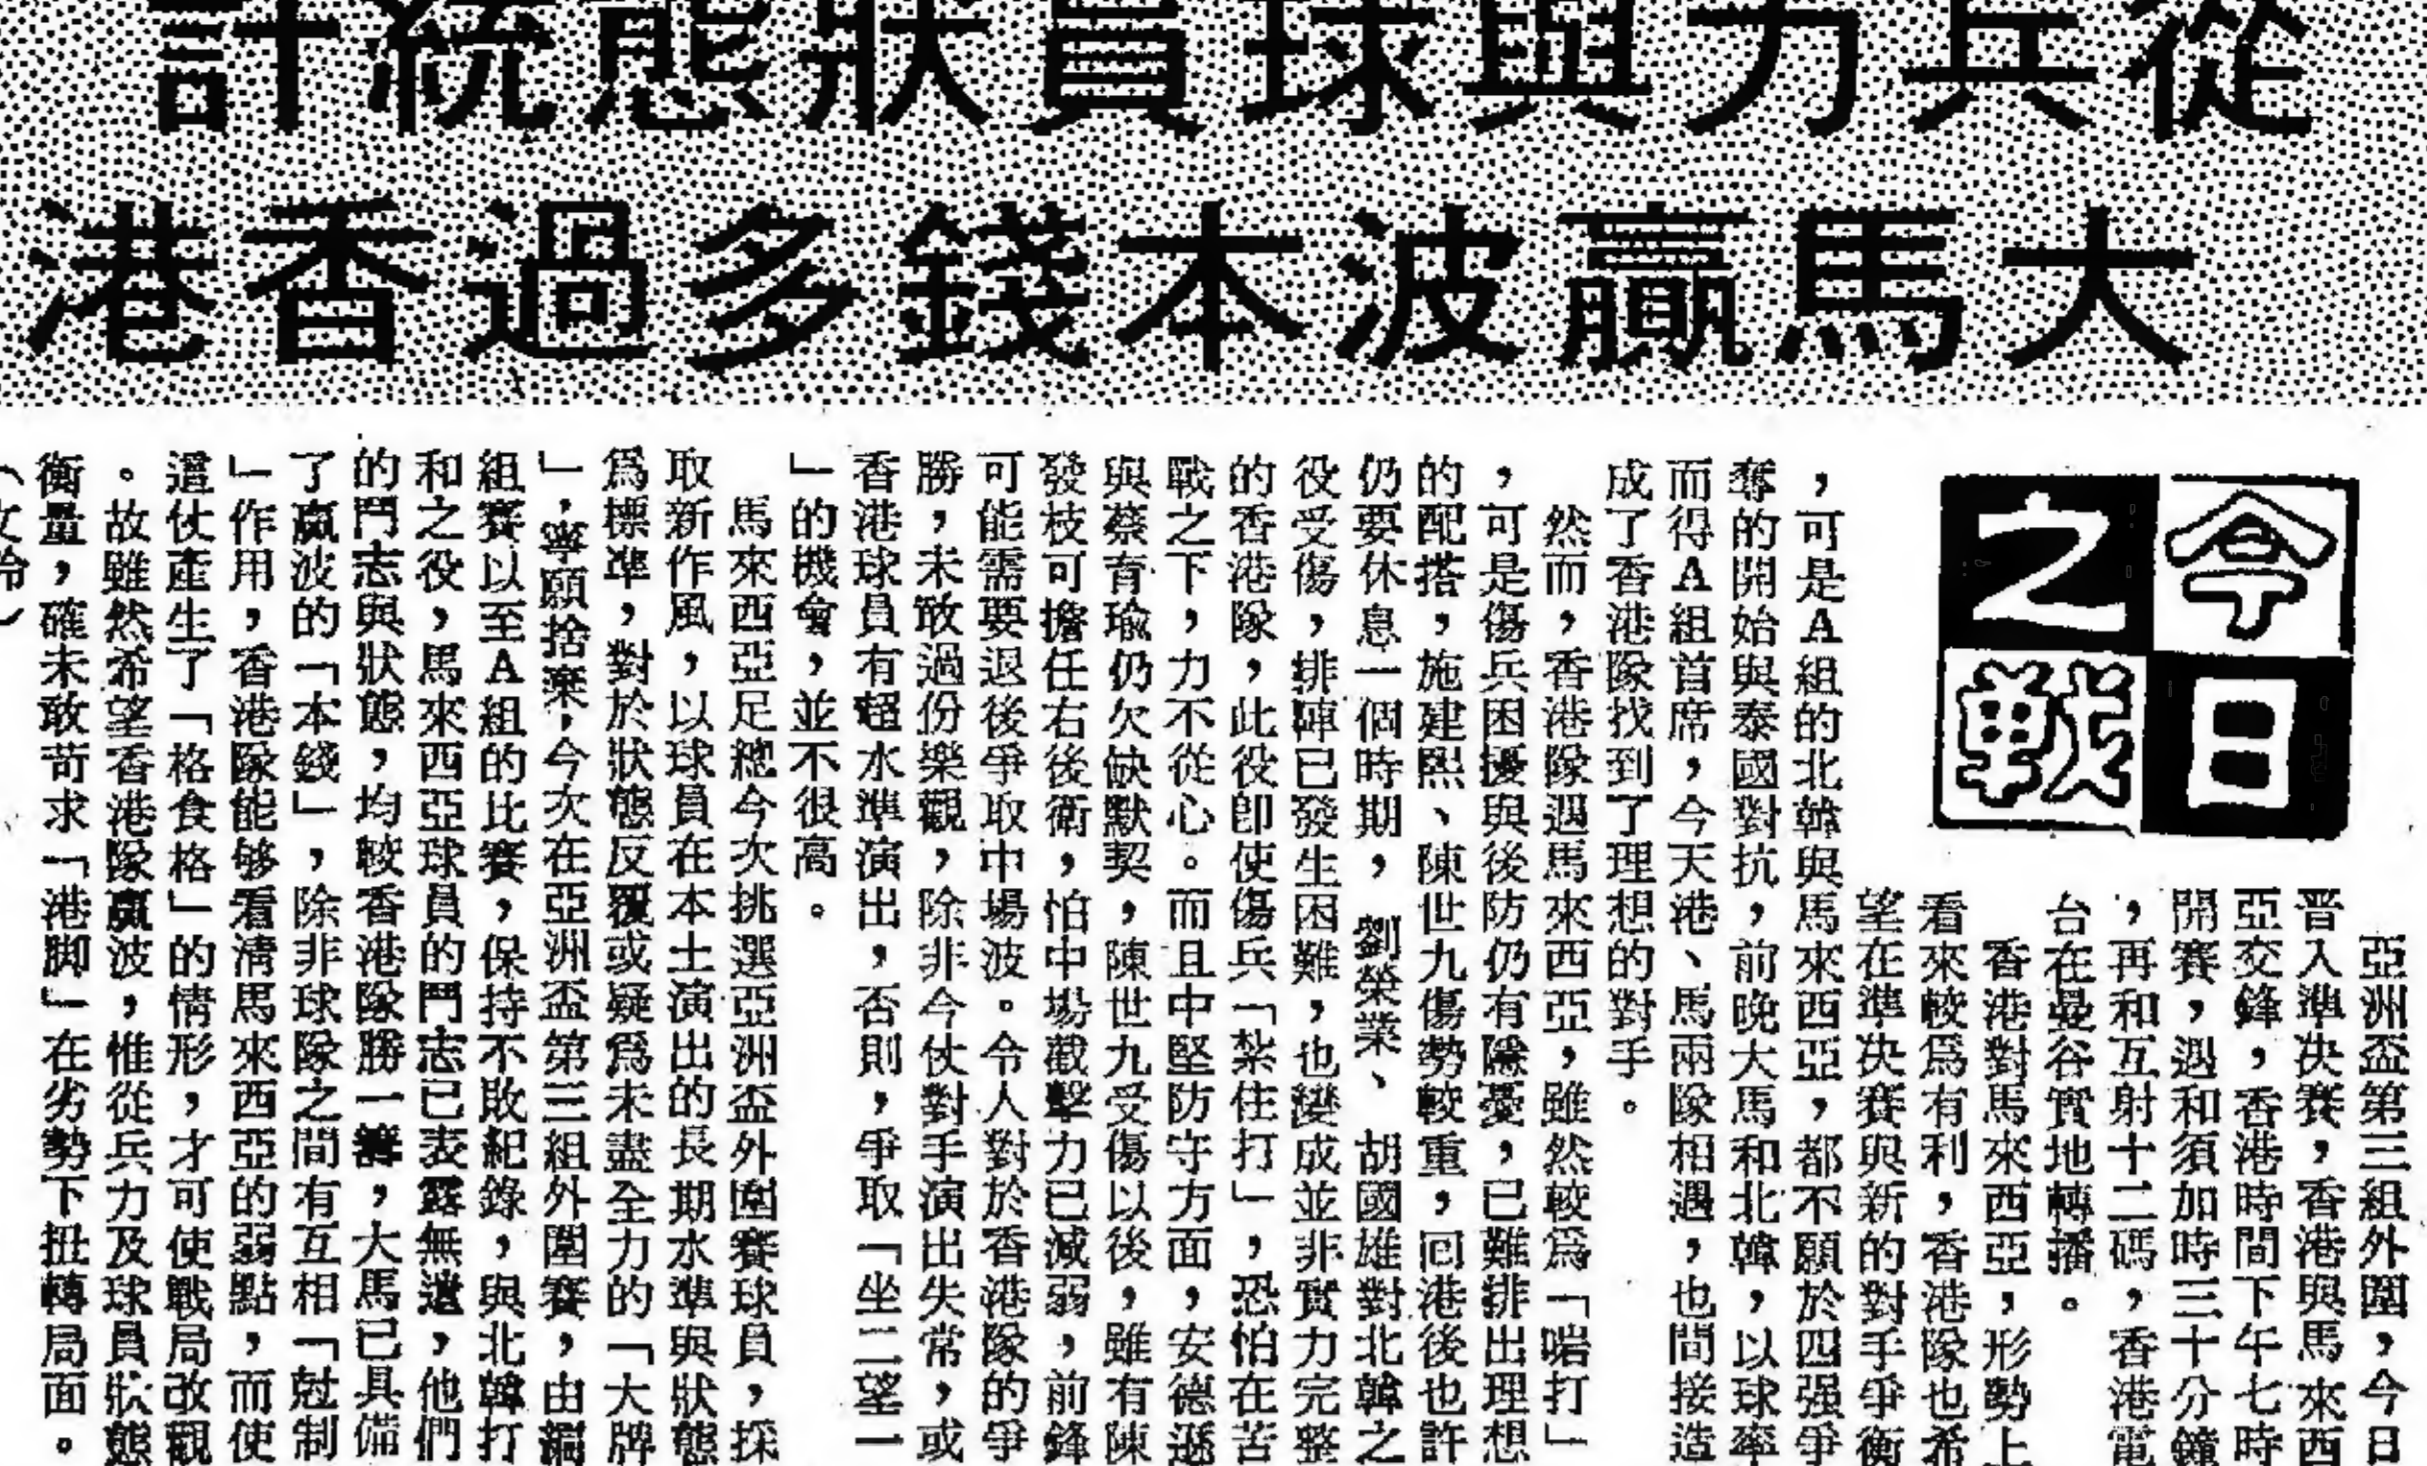 從兵力與球員狀態統計
大馬贏波本錢多過香港
今日
之戰
亞洲盃第三組外圍，今日
晋入準决賽，香港與馬來西
亞交鋒，香港時間下午七時
開賽，遇和須加時三十分鐘
，再和互射十二碼，香港電
台在曼谷實地轉播。
香港對馬來西亞，形勢上
看來較爲有利，香港隊也希
望在準决賽與新的對手爭衡
，可是A組的北韓與馬來西亞，都不願於四强爭
奪的開始與泰國對抗，前晚大馬和北韓，以球率
而得A組首席，今天港、馬兩隊相遇，也間接造
成了香港隊找到了理想的對手。
然而，香港隊遇馬來西亞，雖然較爲「啱打」
，可是傷兵困擾與後防仍有隱憂，已難排出理想
的配搭，施建熙、陳世九傷勢較重，回港後也許
仍要休息一個時期，劉榮業、胡國雄對北韓之
役受傷，排陣已發生困難，也變成並非實力完整
的香港隊，此役卽使傷兵「紮住打」，恐怕在苦
戰之下，力不從心。而且中堅防守方面，安德遜
與蔡育瑜仍欠缺默契，陳世九受傷以後，雖有陳
發枝可擔任右後衛，怕中場截擊力已減弱，前鋒
可能需要退後爭取中場波。令人對於香港隊的爭
勝，未敢過份樂觀，除非今仗對手演出失常，或
香港球員有超水準演出，否則，爭取「坐二望一
」的機會，並不很高。
馬來西亞足總今次挑選亞洲盃外圍賽球員，採
取新作風，以球員在本土演出的長期水準與狀態
爲標準，對於狀態反覆或疑爲未盡全力的「大牌
」，寧願捨棄，今次在亞洲盃第三組外圍賽，由編
組賽以至A組的比賽，保持不敗紀錄，與北韓打
和之役，馬來西亞球員的鬥志已表露無遺，他們
的鬥志與狀態，均較香港隊勝一籌，大馬已具備
了贏波的「本錢」，除非球隊之間有互相「尅制
」作用，香港隊能够看淸馬來西亞的弱點，而使
這仗產生了「格食格」的情形，才可使戰局改觀
。故雖然希望香港隊贏波，惟從兵力及球員狀態
衡量，確未敢苛求「港脚」在劣勢下扭轉局面。